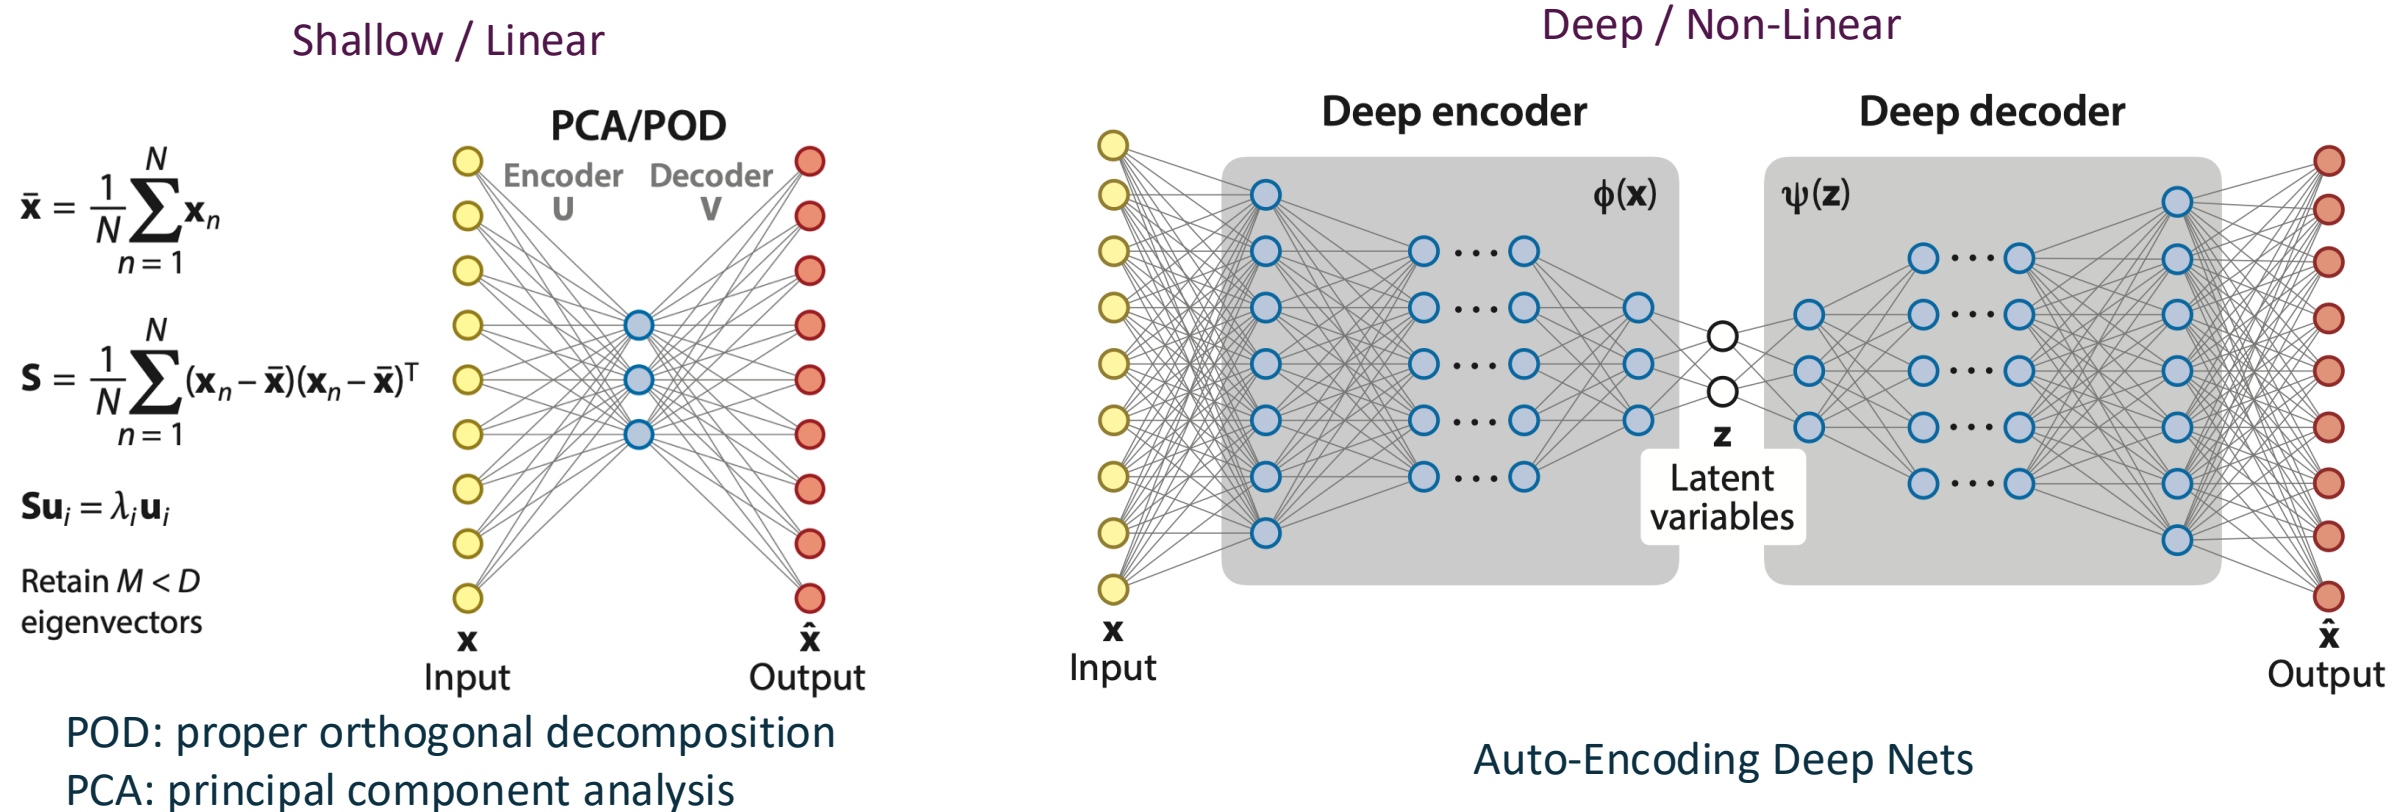 Shallow / Linear
x̄ = 1/N ∑_{n = 1}^{N} x_n
S = 1/N ∑_{n = 1}^{N} (x_n – x̄)(x_n – x̄)^T
Su_i = λ_i u_i
Retain M < D
eigenvectors
PCA/POD
Encoder Decoder
U V
x
Input
x̂
Output
POD: proper orthogonal decomposition
PCA: principal component analysis
Deep / Non-Linear
Deep encoder Deep decoder
ϕ(x) ψ(z)
x
Input
z
Latent
variables
x̂
Output
Auto-Encoding Deep Nets